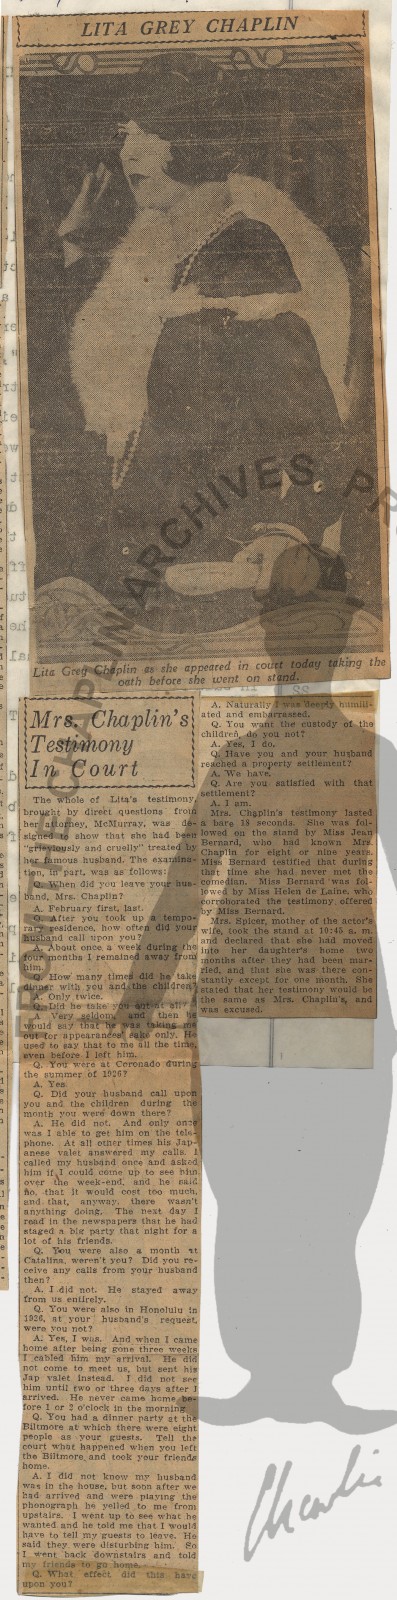 LITA GREY CHAPLIN
Lita Grey Chaplin as she appeared in court today taking the
oath before she went on stand.
Mrs. Chaplin's
Testimony
In Court
The whole of Lita's testimony,
brought by direct questions from
her attorney, McMurray, was de-
signed to show that she had been
"grieviously and cruelly" treated by
her famous husband. The examina-
tion, in part, was as follows:
Q. When did you leave your hus-
band, Mrs. Chaplin?
A. February first, last.
Q. After you took up a tempo-
rary residence, how often did your
husband call upon you?
A. About once a week during the
four months I remained away from
him.
Q. How many times did he take
dinner with you and the children?
A. Only twice.
Q. Did he take you out at all?
A. Very seldom, and then he
would say that he was taking me
out for appearances' sake only. He
used to say that to me all the time,
even before I left him.
Q. You were at Coronado during
the summer of 1926?
A. Yes.
Q. Did your husband call upon
you and the children during the
month you were down there?
A. He did not. And only once
was I able to get him on the tele-
phone. At all other times his Jap-
anese valet answered my calls. I
called my husband once and asked
him if I could come up to see him
over the week-end, and he said
no, that it would cost too much,
and that, anyway, there wasn't
anything doing. The next day I
read in the newspapers that he had
staged a big party that night for a
lot of his friends.
Q. You were also a month at
Catalina, weren't you? Did you re-
ceive any calls from your husband
then?
A. I did not. He stayed away
from us entirely.
Q. You were also in Honolulu in
1926, at your husband's request,
were you not?
A. Yes, I was. And when I came
home after being gone three weeks
I cabled him my arrival. He did
not come to meet us, but sent his
Jap valet instead. I did not see
him until two or three days after I
arrived. He never came home be-
fore 1 or 2 o'clock in the morning.
Q. You had a dinner party at the
Biltmore at which there were eight
people as your guests. Tell the
court what happened when you left
the Biltmore and took your friends
home.
A. I did not know my husband
was in the house, but soon after we
had arrived and were playing the
phonograph he yelled to me from
upstairs. I went up to see what he
wanted and he told me that I would
have to tell my guests to leave. He
said they were disturbing him. So
I went back downstairs and told
my friends to go home.
Q. What effect did this have
upon you?
A. Naturally I was deeply humili-
ated and embarrassed.
Q. You want the custody of the
children, do you not?
A. Yes, I do.
Q. Have you and your husband
reached a property settlement?
A. We have.
Q. Are you satisfied with that
settlement?
A. I am.
Mrs. Chaplin's testimony lasted
a bare 18 seconds. She was fol-
lowed on the stand by Miss Jean
Bernard, who had known Mrs.
Chaplin for eight or nine years.
Miss Bernard testified that during
that time she had never met the
comedian. Miss Bernard was fol-
lowed by Miss Helen de Laine, who
corroborated the testimony offered
by Miss Bernard.
Mrs. Spicer, mother of the actor's
wife, took the stand at 10:45 a. m.
and declared that she had moved
into her daughter's home two
months after they had been mar-
ried, and that she was there con-
stantly except for one month. She
stated that her testimony would be
the same as Mrs. Chaplin's, and
was excused.
CHAPLIN ARCHIVES
Charlie